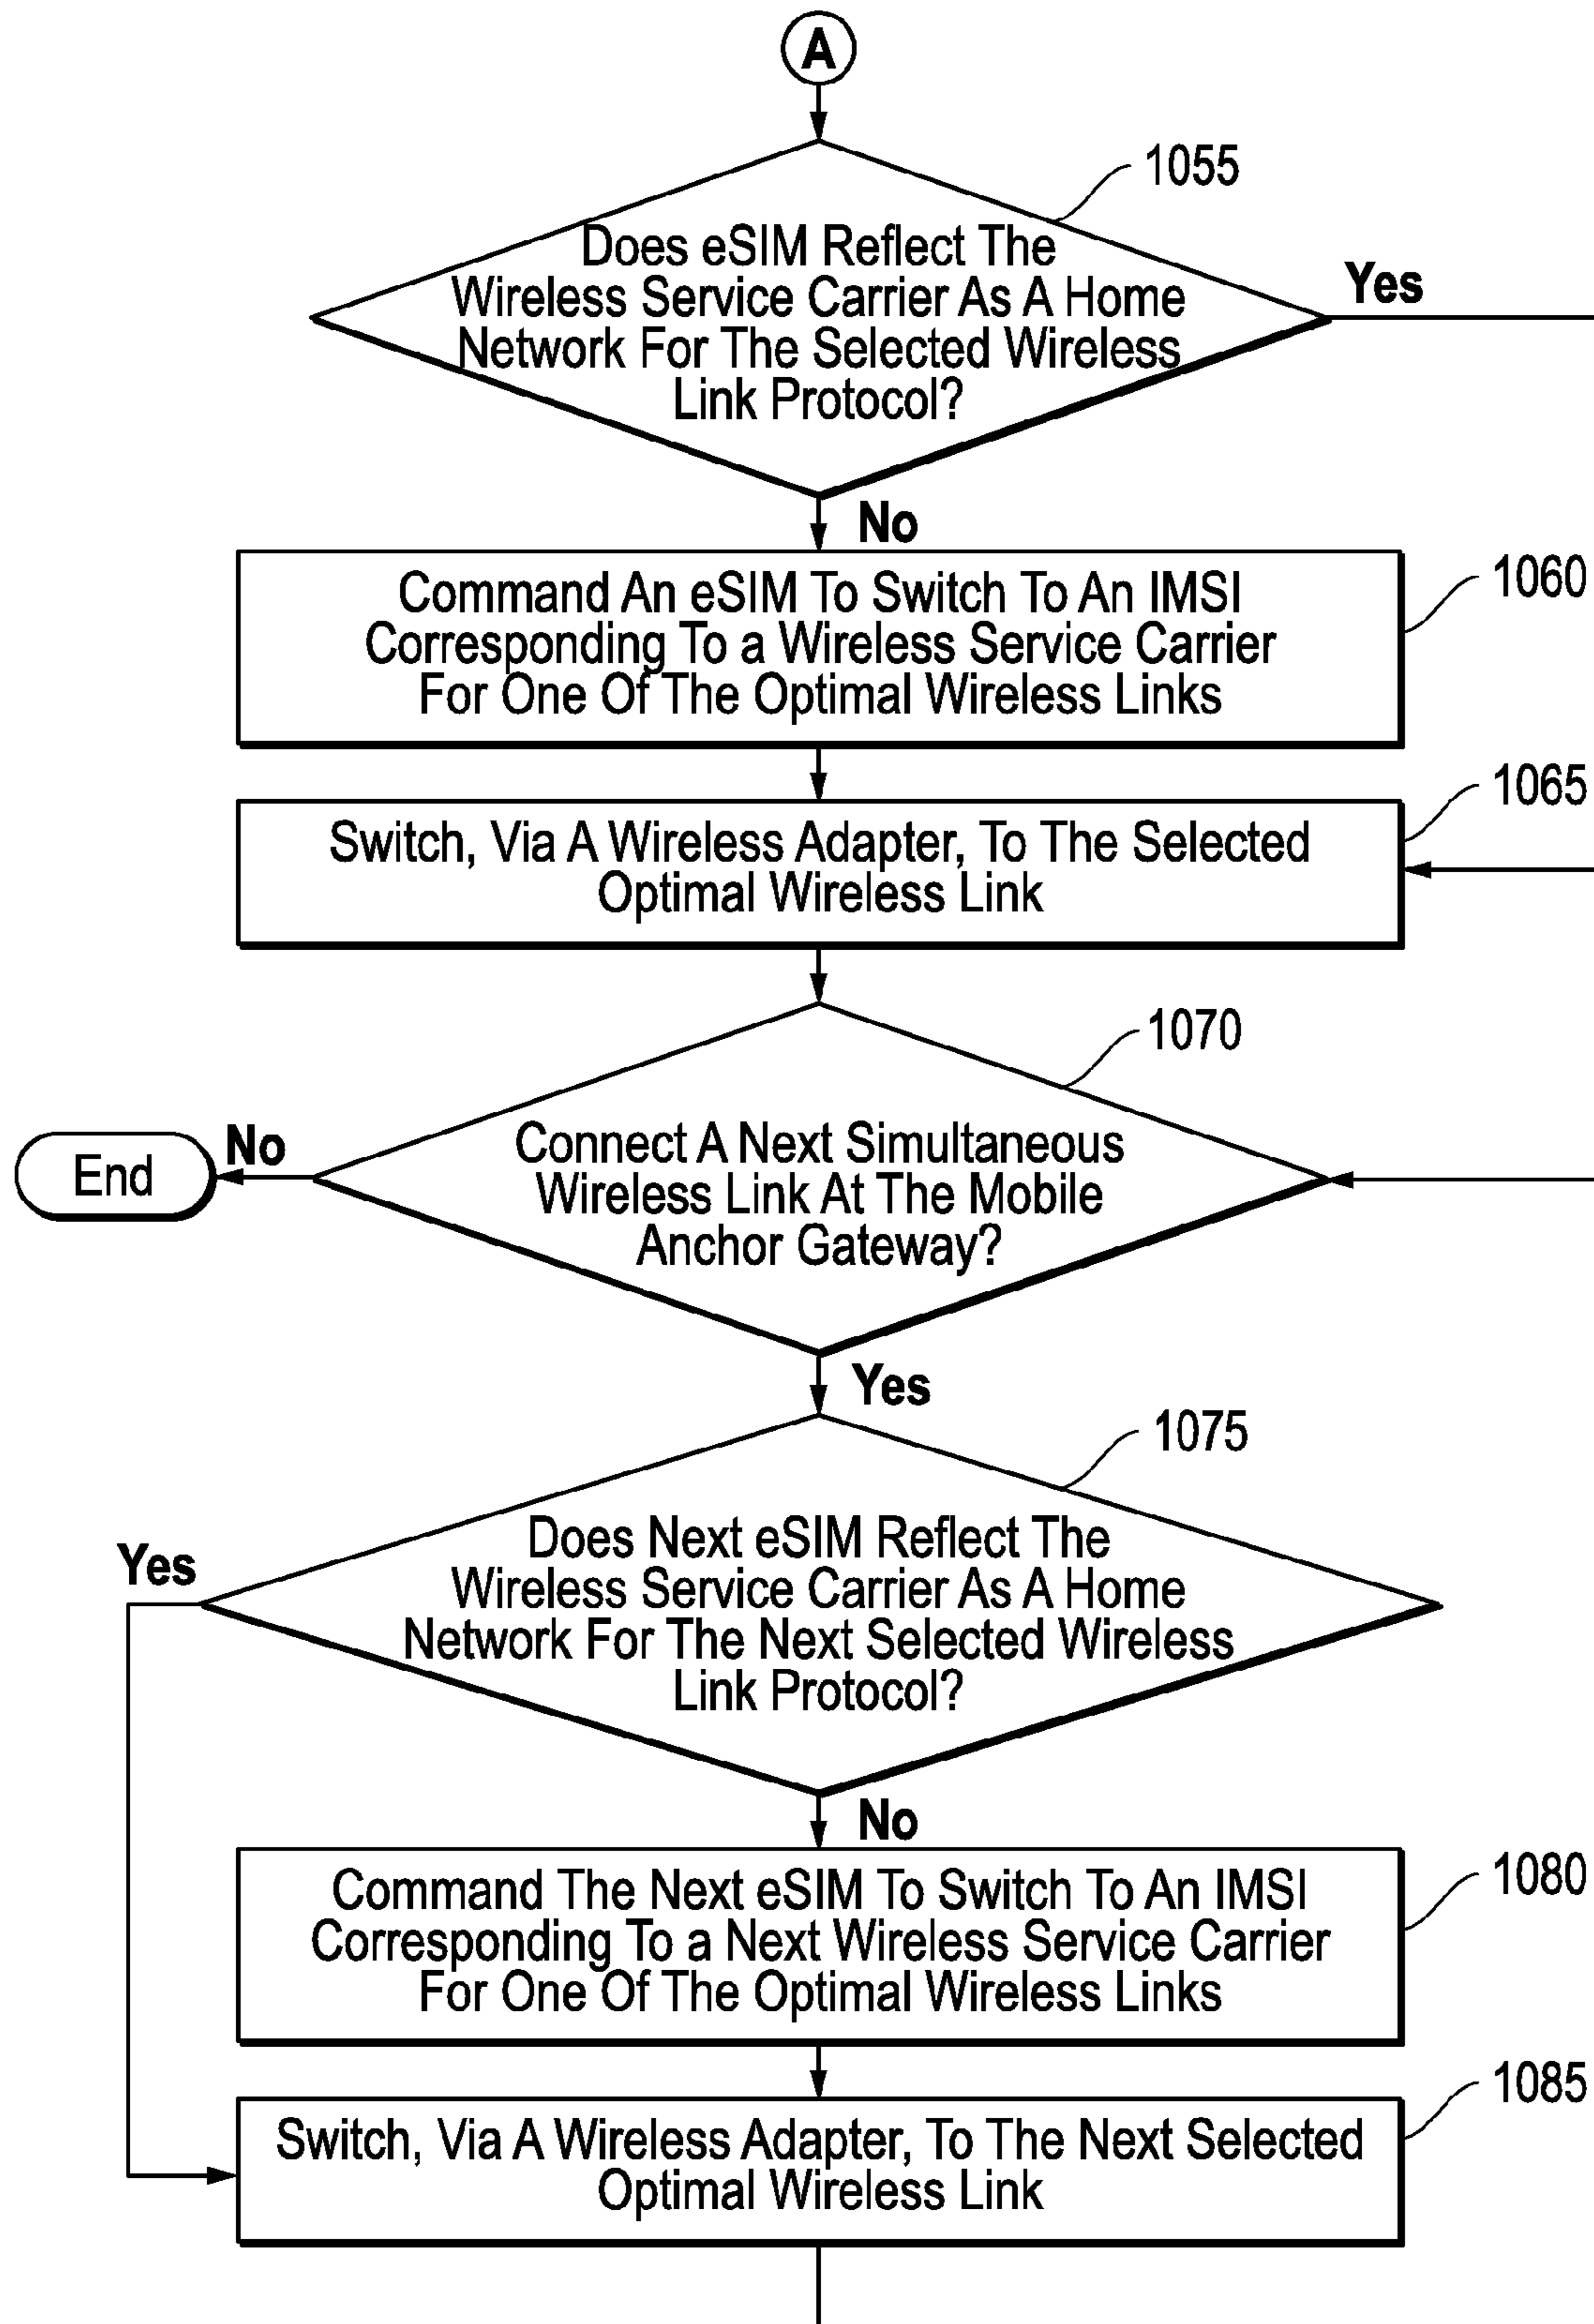 A
1055
Does eSIM Reflect The
Wireless Service Carrier As A Home
Network For The Selected Wireless
Link Protocol?
Yes
No
1060
Command An eSIM To Switch To An IMSI
Corresponding To a Wireless Service Carrier
For One Of The Optimal Wireless Links
1065
Switch, Via A Wireless Adapter, To The Selected
Optimal Wireless Link
1070
Connect A Next Simultaneous
Wireless Link At The Mobile
Anchor Gateway?
No
End
Yes
1075
Does Next eSIM Reflect The
Wireless Service Carrier As A Home
Network For The Next Selected Wireless
Link Protocol?
Yes
No
1080
Command The Next eSIM To Switch To An IMSI
Corresponding To a Next Wireless Service Carrier
For One Of The Optimal Wireless Links
1085
Switch, Via A Wireless Adapter, To The Next Selected
Optimal Wireless Link